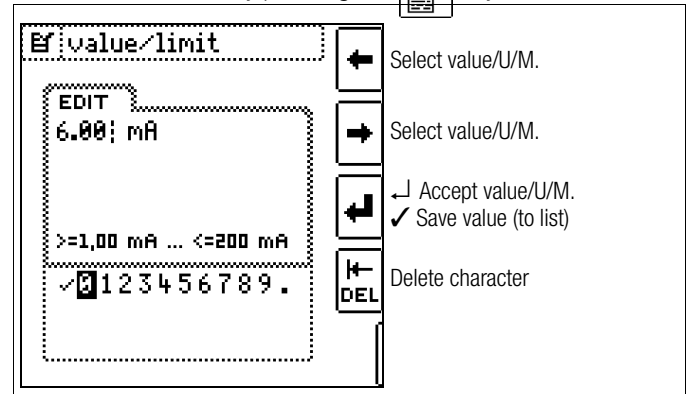 value/limit
Select value/U/M.
EDIT
6.00 mA
Select value/U/M.
↵ Accept value/U/M.
✓ Save value (to list)
>=1,00 mA ... <=200 mA
✓0123456789.
DEL
Delete character